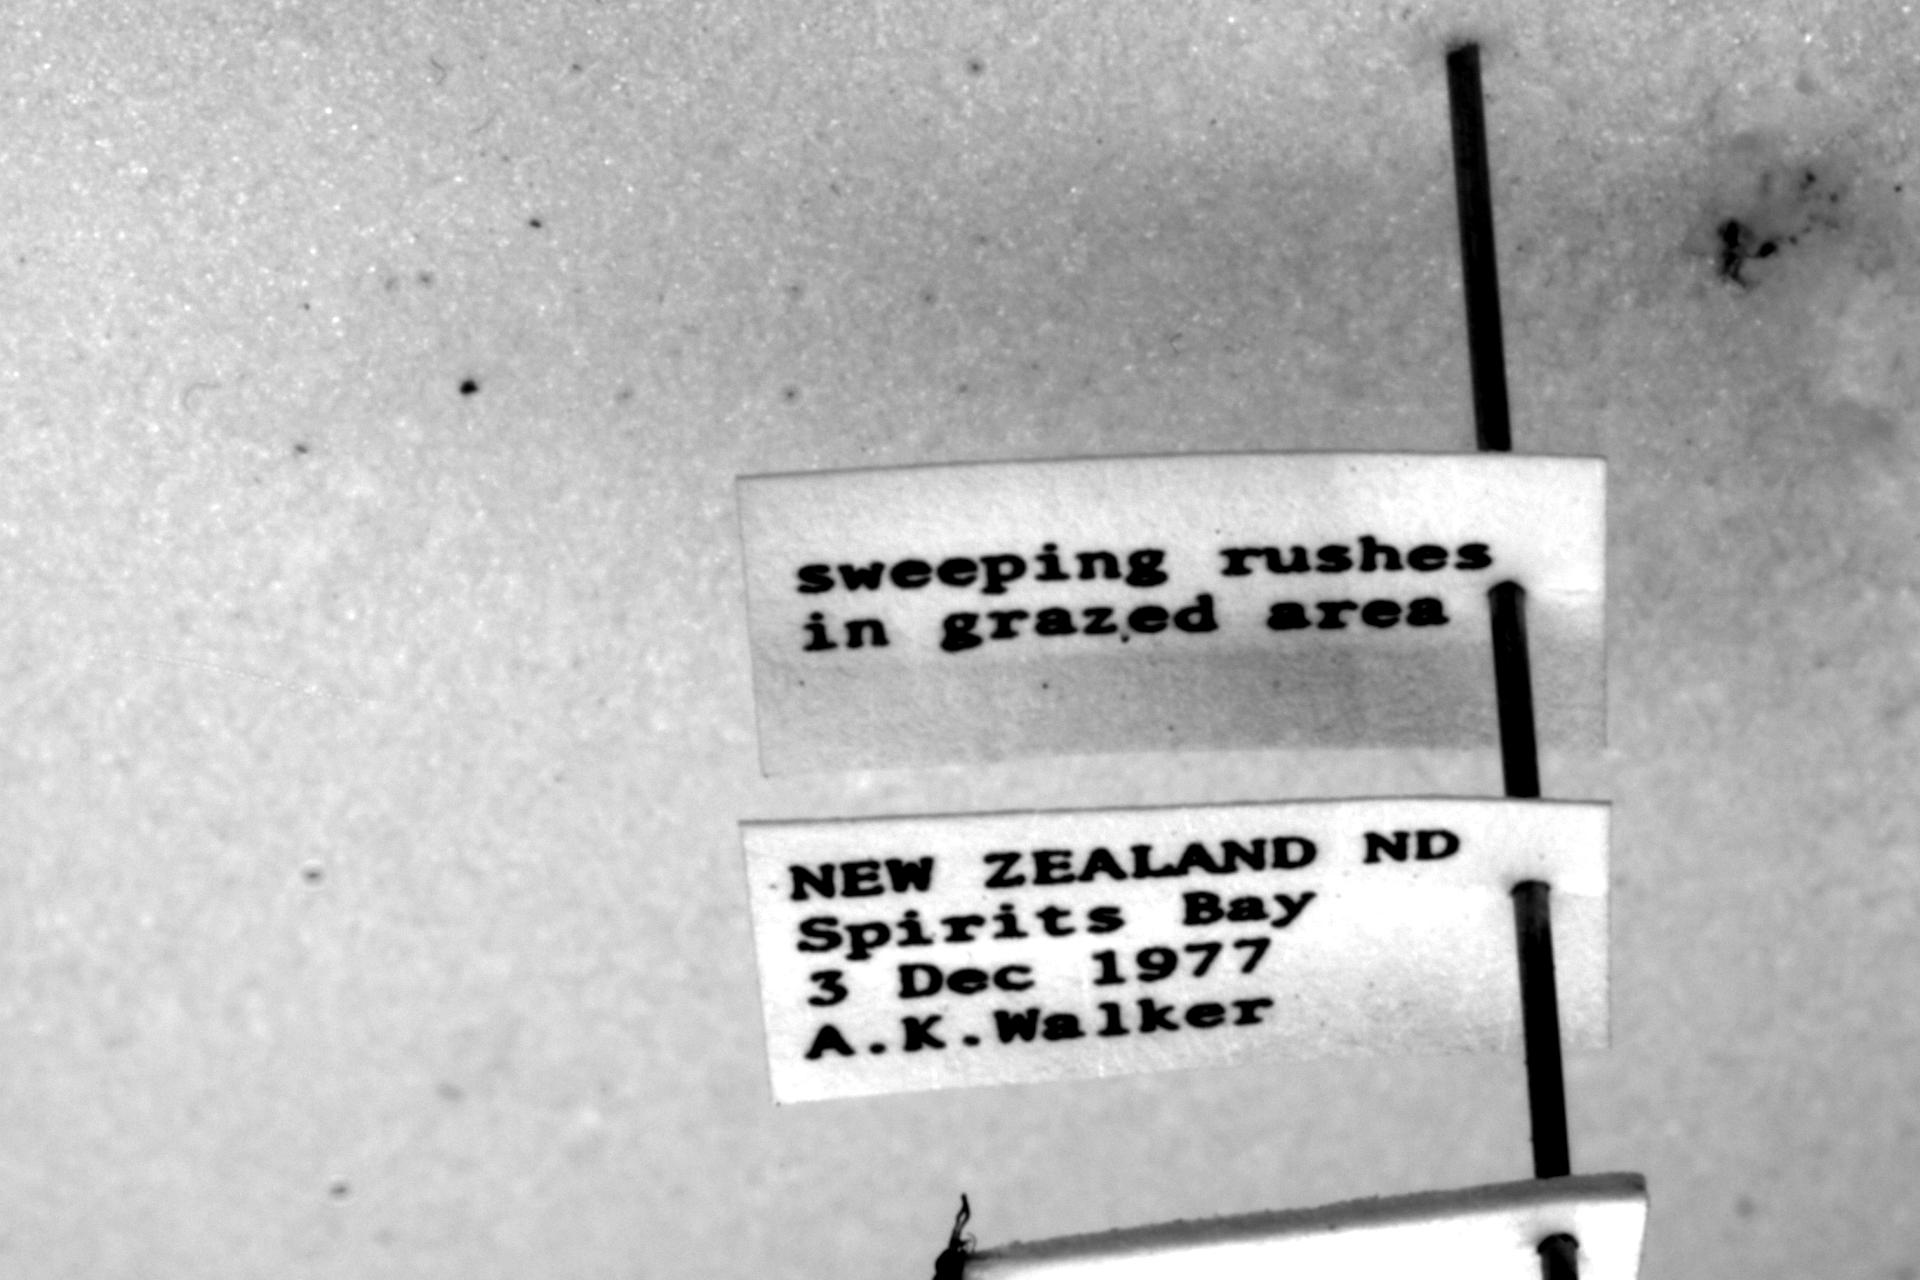 sweeping rushes
in grazed area
NEW ZEALAND ND
Spirits Bay
3 Dec 1977
A.K.Walker